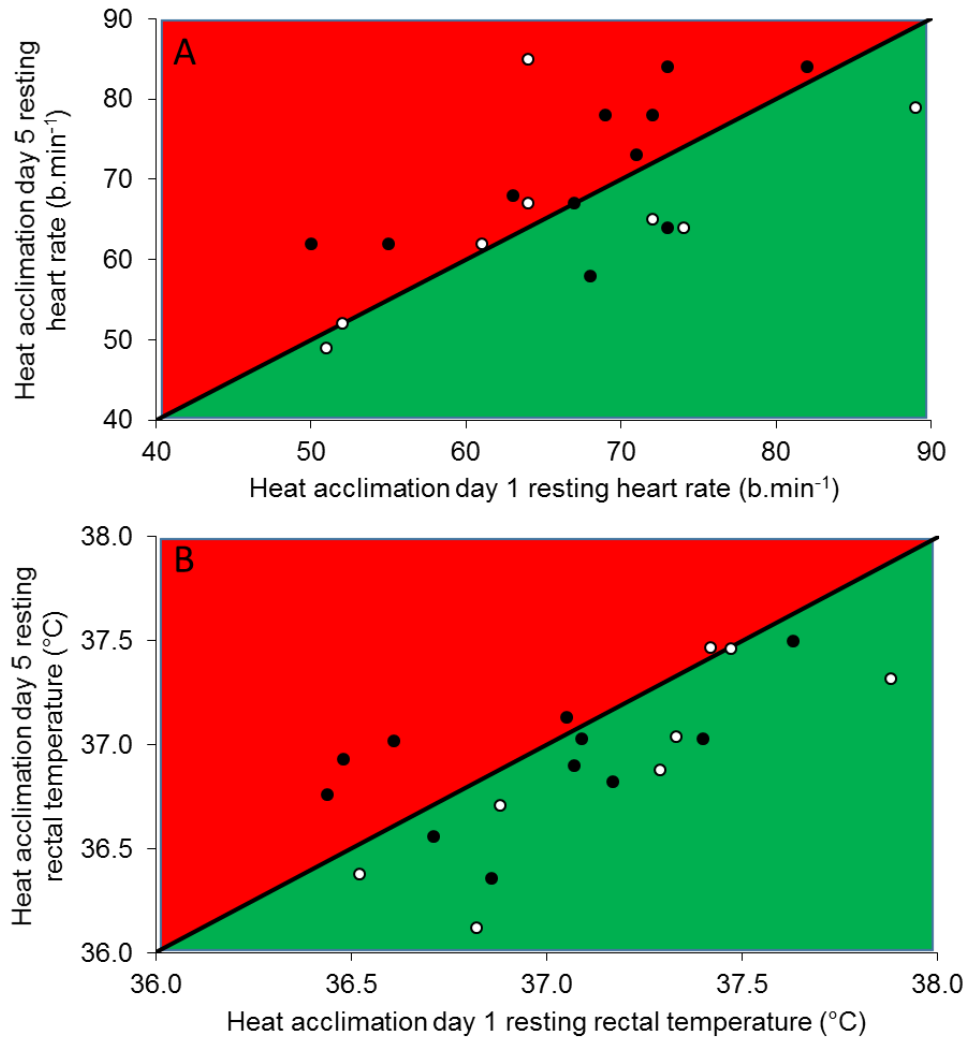 A
Heat acclimation day 5 resting
heart rate (b.min⁻¹)
90
80
70
60
50
40
40 50 60 70 80 90
Heat acclimation day 1 resting heart rate (b.min⁻¹)
B
Heat acclimation day 5 resting
rectal temperature (°C)
38.0
37.5
37.0
36.5
36.0
36.0 36.5 37.0 37.5 38.0
Heat acclimation day 1 resting rectal temperature (°C)